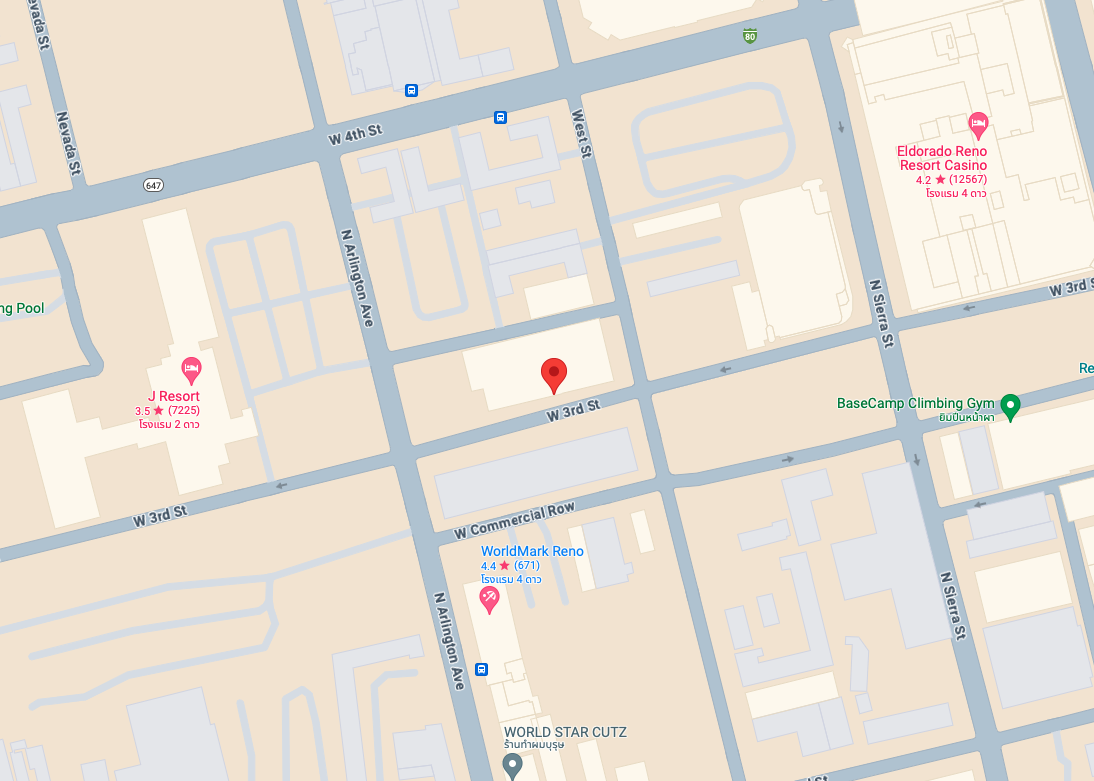 Nevada St
Nevada St
80
W 4th St
West St
647
Eldorado Reno
Resort Casino
4.2 ★ (12567)
โรงแรม 4 ดาว
N Arlington Ave
N Sierra St
W 3rd S
ng Pool
J Resort
3.5 ★ (7225)
โรงแรม 2 ดาว
Re
BaseCamp Climbing Gym
ยิมปีนหน้าผา
W 3rd St
W 3rd St
W Commercial Row
WorldMark Reno
4.4 ★ (671)
โรงแรม 4 ดาว
N Arlington Ave
N Sierra St
WORLD STAR CUTZ
ร้านทำผมบุรุษ